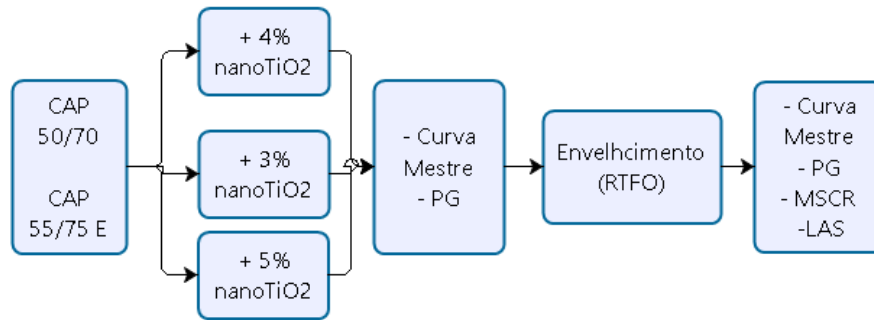 CAP
50/70
CAP
55/75 E
+ 4%
nanoTiO2
+ 3%
nanoTiO2
+ 5%
nanoTiO2
- Curva
Mestre
- PG
Envelhcimento
(RTFO)
- Curva
Mestre
- PG
- MSCR
-LAS